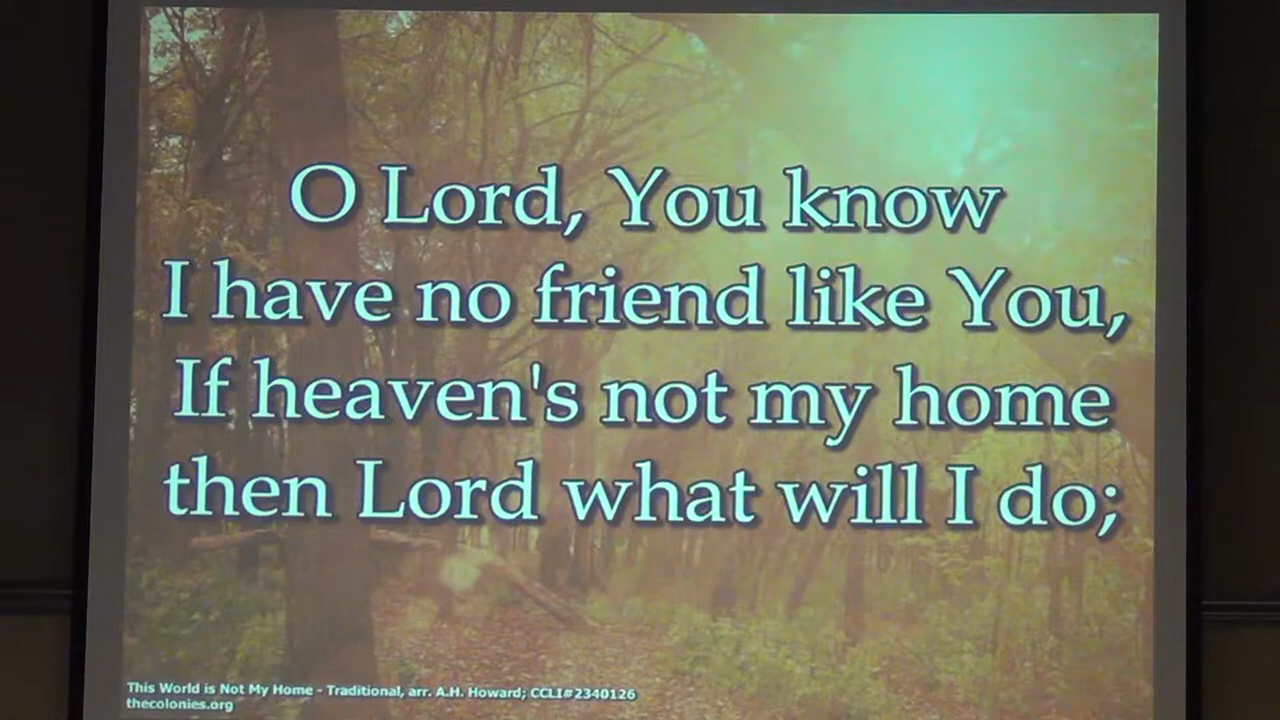 O Lord, You know
I have no friend like You,
If heaven's not my home
then Lord what will I do;
This World is Not My Home - Traditional, arr. A.H. Howard; CCLI#2340126
thecolonies.org